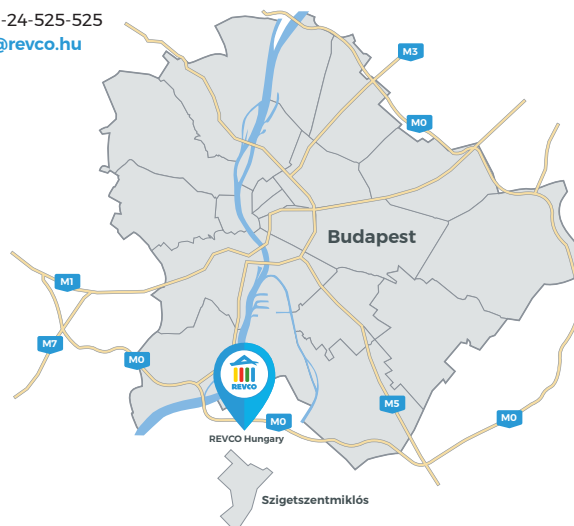 -24-525-525
@revco.hu
M3
M0
Budapest
M1
M7
M0
REVCO
M5
M0
M0
REVCO Hungary
Szigetszentmiklós